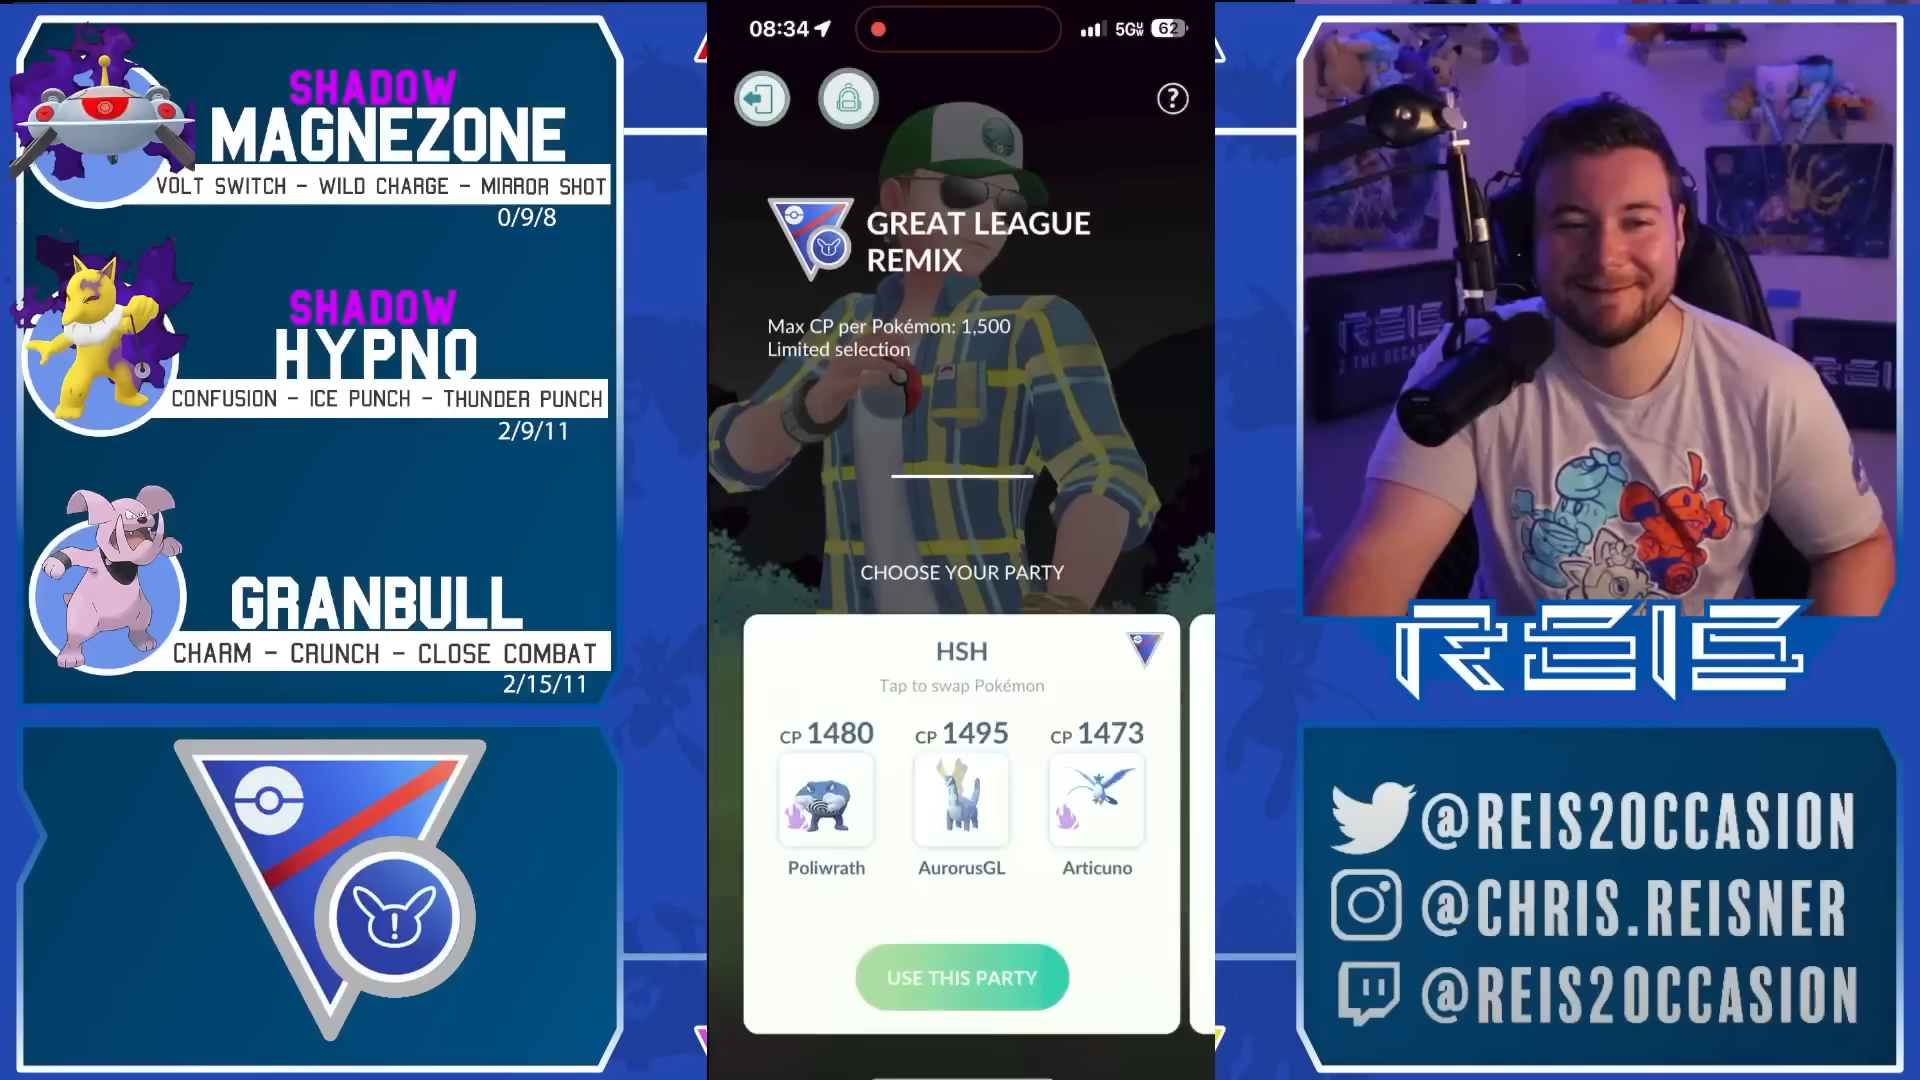 SHADOW
MAGNEZONE
VOLT SWITCH - WILD CHARGE - MIRROR SHOT
0/9/8
SHADOW
HYPNO
CONFUSION - ICE PUNCH - THUNDER PUNCH
2/9/11
GRANBULL
CHARM - CRUNCH - CLOSE COMBAT
2/15/11
08:34
5G
62
?
GREAT LEAGUE
REMIX
Max CP per Pokémon: 1,500
Limited selection
CHOOSE YOUR PARTY
HSH
Tap to swap Pokémon
CP 1480
CP 1495
CP 1473
Poliwrath
AurorusGL
Articuno
USE THIS PARTY
REIS
REIS
@REIS2OCCASION
@CHRIS.REISNER
@REIS2OCCASION